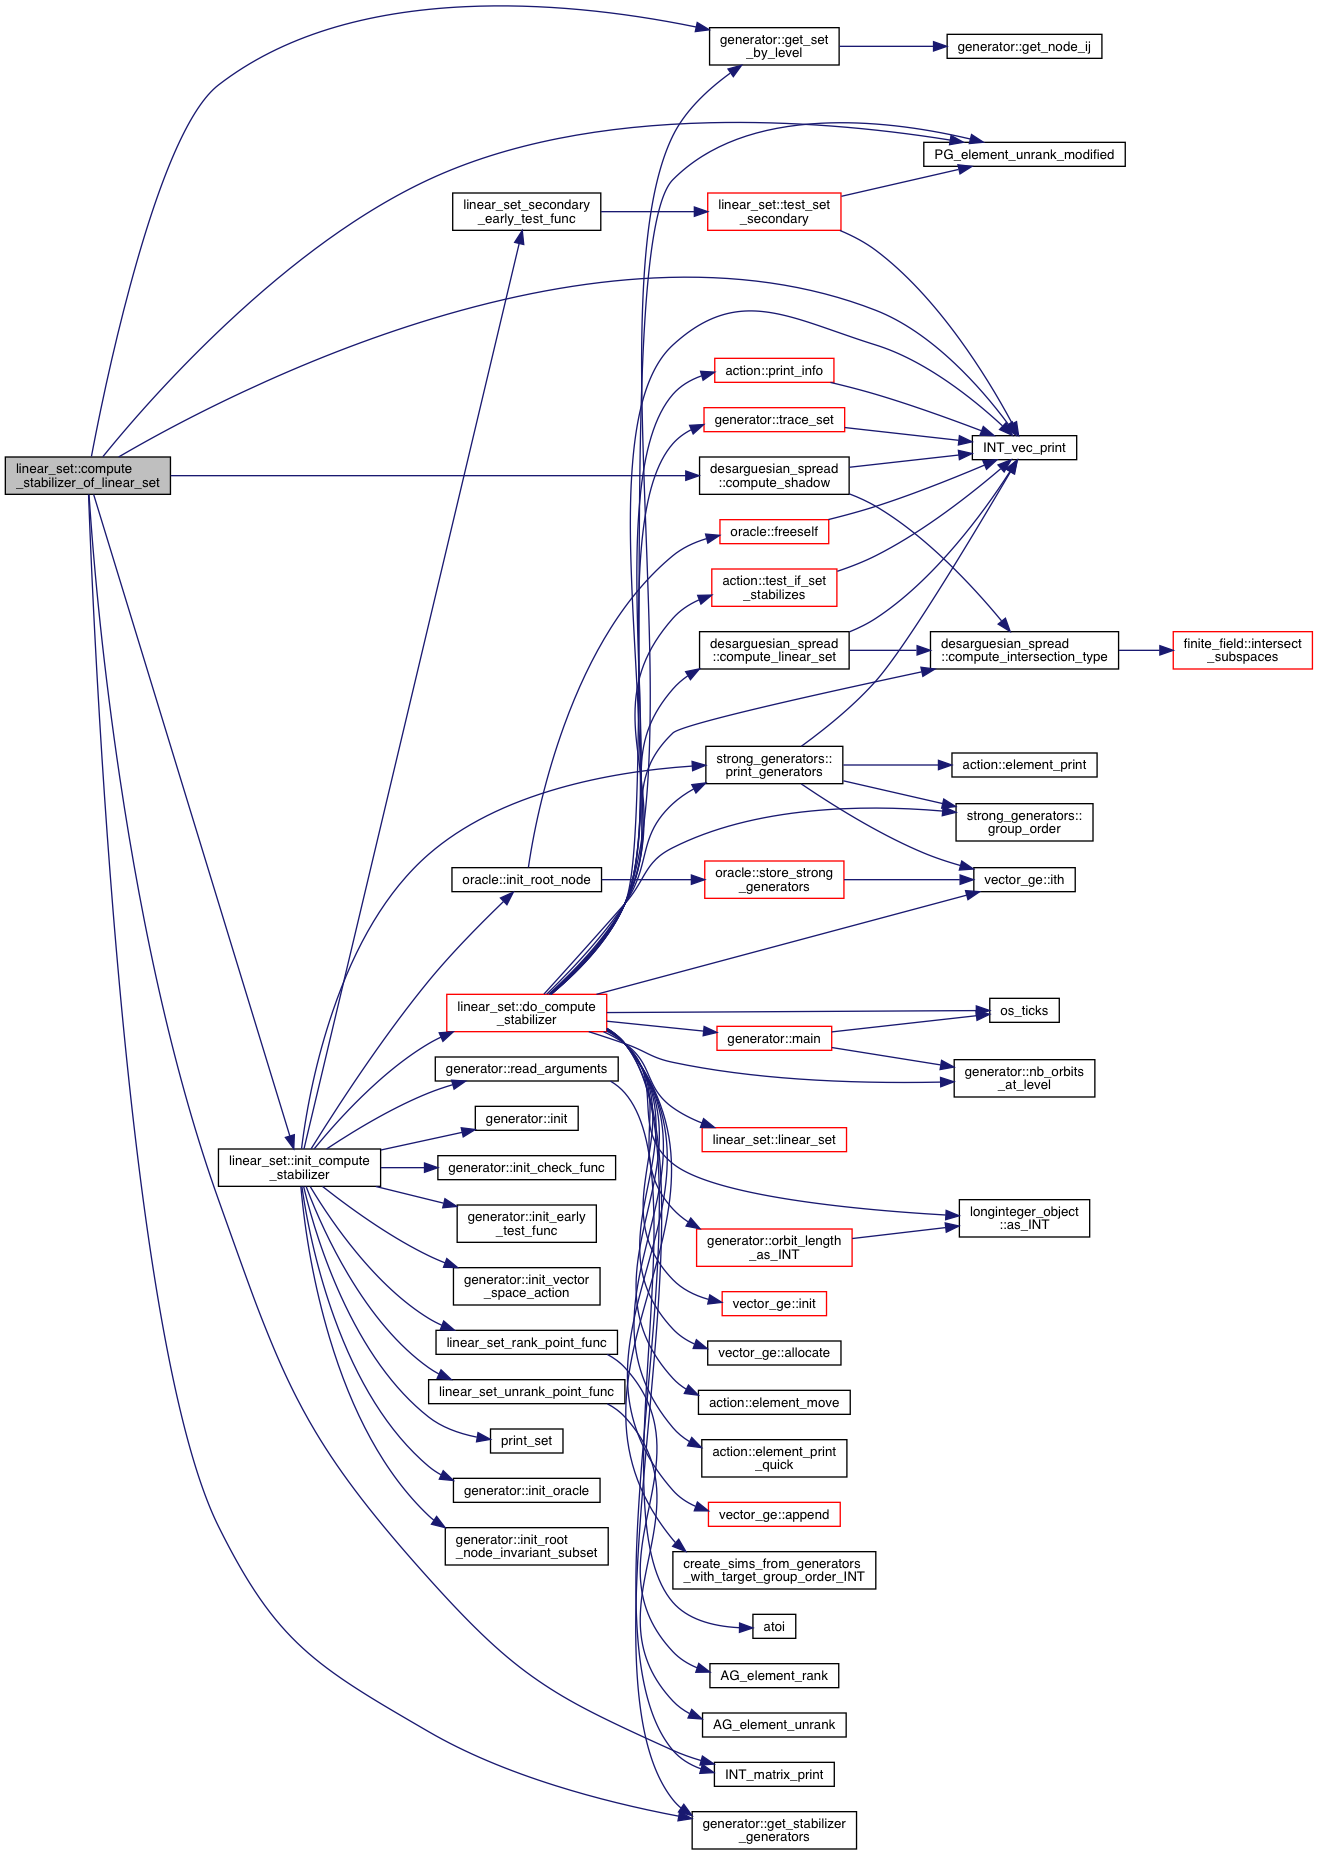 linear_set::compute
_stabilizer_of_linear_set
generator::get_set
_by_level
generator::get_node_ij
PG_element_unrank_modified
linear_set_secondary
_early_test_func
linear_set::test_set
_secondary
action::print_info
generator::trace_set
INT_vec_print
desarguesian_spread
::compute_shadow
oracle::freeself
action::test_if_set
_stabilizes
desarguesian_spread
::compute_linear_set
desarguesian_spread
::compute_intersection_type
finite_field::intersect
_subspaces
strong_generators::
print_generators
action::element_print
strong_generators::
group_order
oracle::init_root_node
oracle::store_strong
_generators
vector_ge::ith
linear_set::do_compute
_stabilizer
os_ticks
generator::main
generator::read_arguments
generator::nb_orbits
_at_level
generator::init
linear_set::linear_set
linear_set::init_compute
_stabilizer
generator::init_check_func
generator::init_early
_test_func
longinteger_object
::as_INT
generator::orbit_length
_as_INT
generator::init_vector
_space_action
vector_ge::init
linear_set_rank_point_func
vector_ge::allocate
linear_set_unrank_point_func
action::element_move
print_set
action::element_print
_quick
generator::init_oracle
vector_ge::append
generator::init_root
_node_invariant_subset
create_sims_from_generators
_with_target_group_order_INT
atoi
AG_element_rank
AG_element_unrank
INT_matrix_print
generator::get_stabilizer
_generators